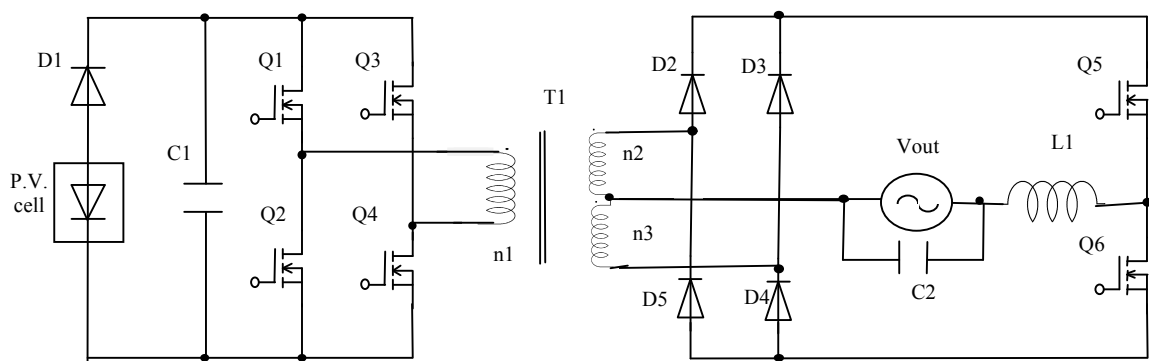 D1
Q1
Q3
D2
D3
Q5
T1
C1
n2
Vout
L1
P.V.
cell
Q2
Q4
n1
n3
Q6
D5
D4
C2